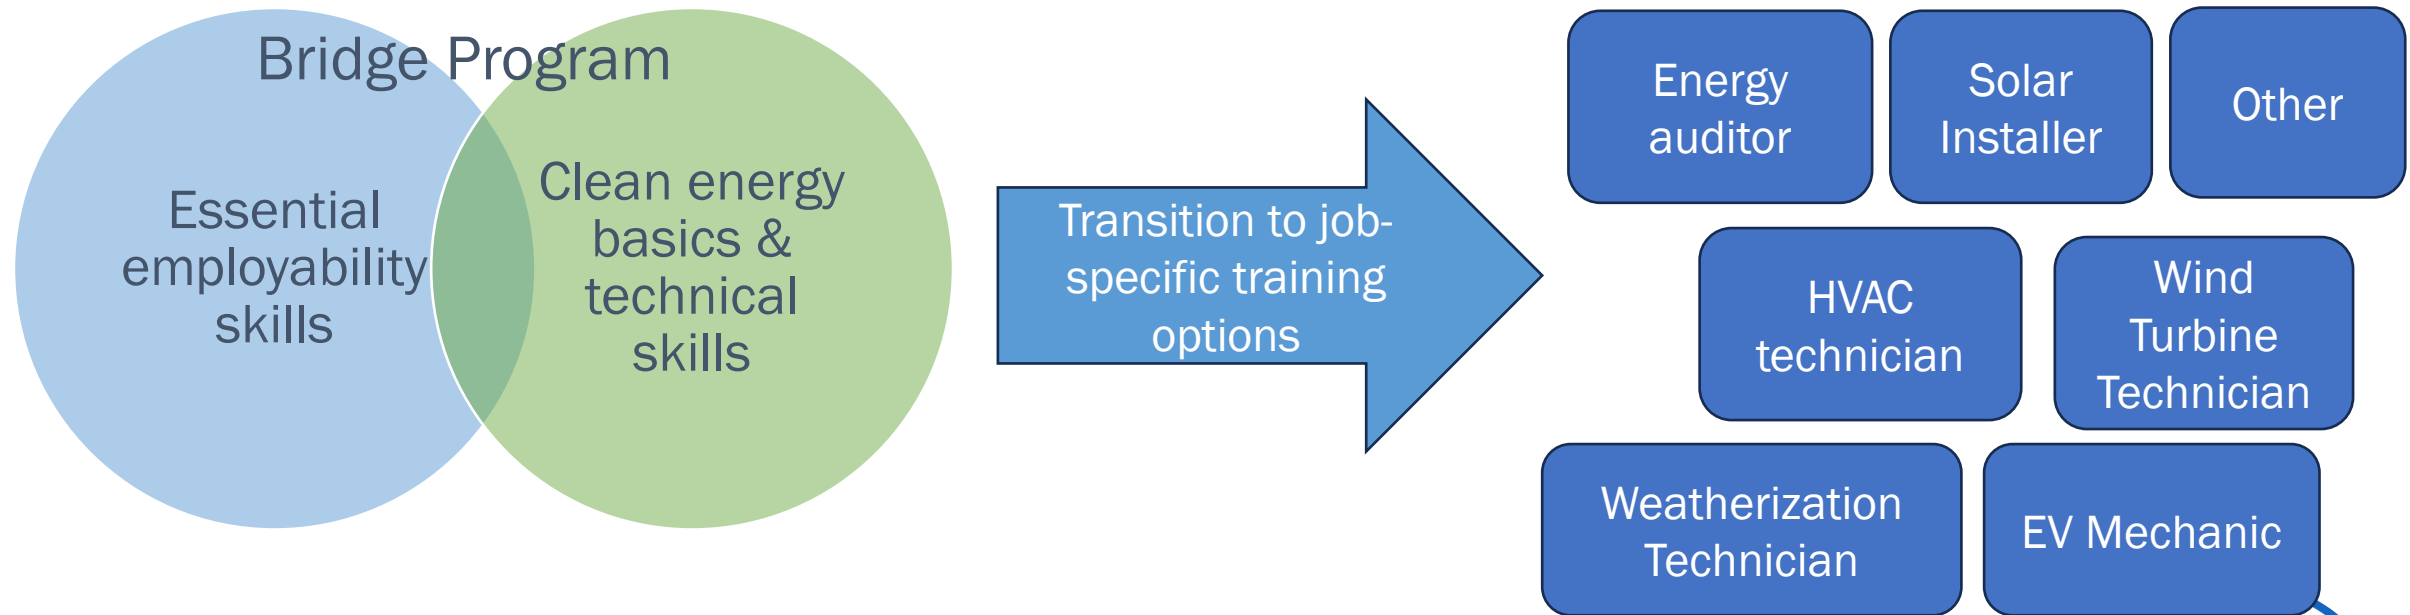 Bridge Program
Essential
employability
skills
Clean energy
basics &
technical
skills
Transition to job-
specific training
options
Energy
auditor
Solar
Installer
Other
HVAC
technician
Wind
Turbine
Technician
Weatherization
Technician
EV Mechanic